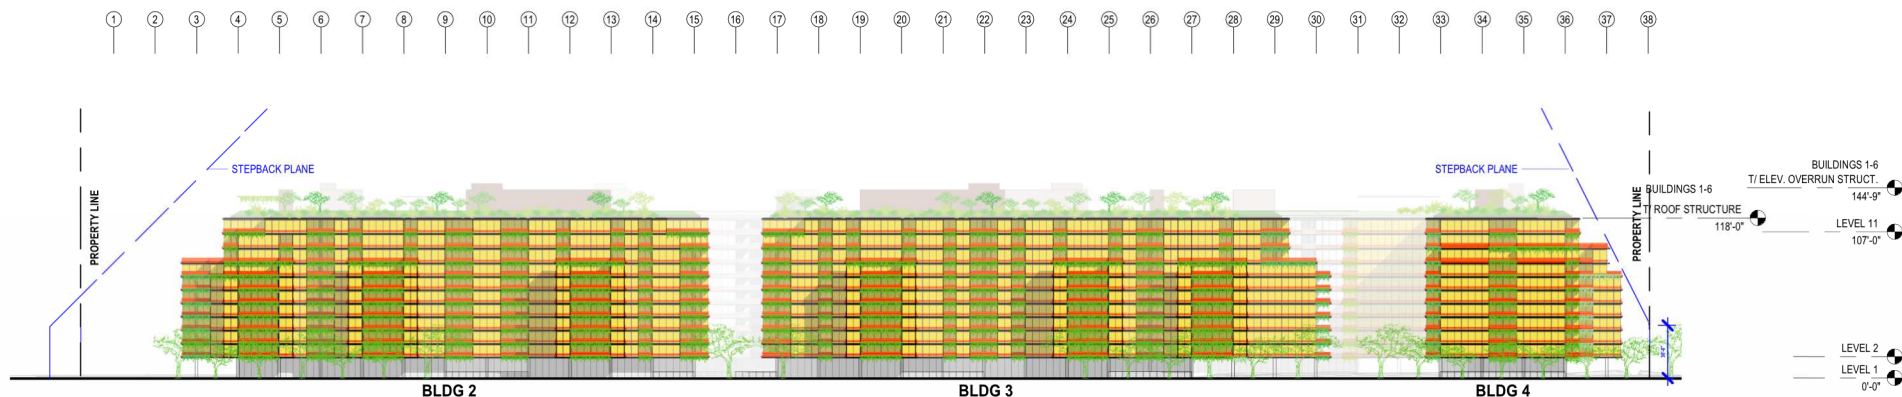 1 2 3 4 5 6 7 8 9 10 11 12 13 14 15 16 17 18 19 20 21 22 23 24 25 26 27 28 29 30 31 32 33 34 35 36 37 38
PROPERTY LINE
STEPBACK PLANE
STEPBACK PLANE
PROPERTY LINE
BUILDINGS 1-6
T/ ELEV. OVERRUN STRUCT.
144'-9"
BUILDINGS 1-6
T/ ROOF STRUCTURE
118'-0"
LEVEL 11
107'-0"
LEVEL 2
LEVEL 1
0'-0"
BLDG 2
BLDG 3
BLDG 4